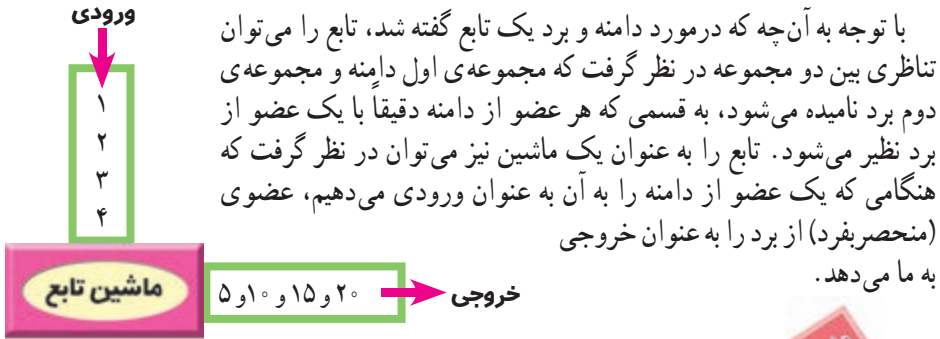 با توجه به آن‌چه که درمورد دامنه و برد یک تابع گفته شد، تابع را می‌توان
تناظری بین دو مجموعه در نظر گرفت که مجموعه‌ی اول دامنه و مجموعه‌ی
دوم برد نامیده می‌شود، به قسمی که هر عضو از دامنه دقیقاً با یک عضو از
برد نظیر می‌شود. تابع را به عنوان یک ماشین نیز می‌توان در نظر گرفت که
هنگامی که یک عضو از دامنه را به آن به عنوان ورودی می‌دهیم، عضوی
(منحصربفرد) از برد را به عنوان خروجی
به ما می‌دهد.
ورودی
۱
۲
۳
۴
ماشین تابع
۲۰ و ۱۵ و ۱۰ و ۵
خروجی